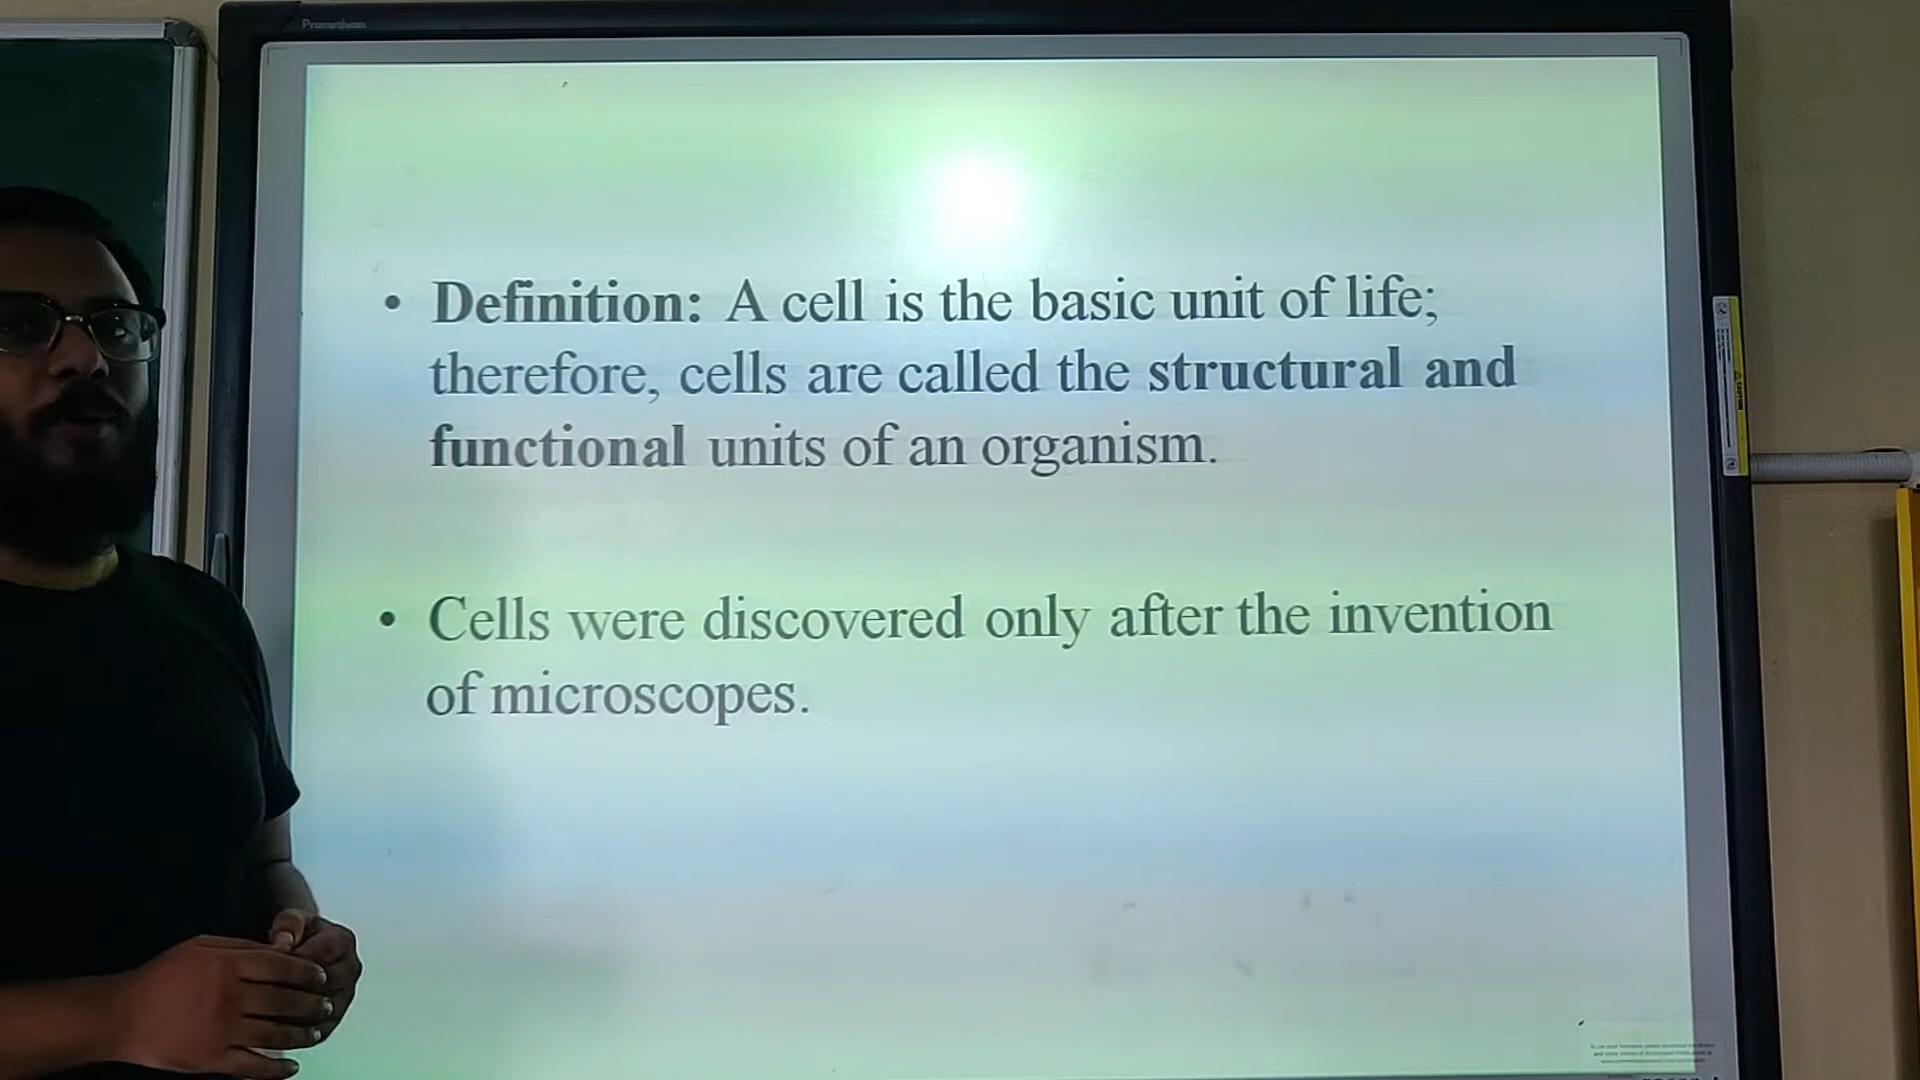 Promethean
• Definition: A cell is the basic unit of life;
therefore, cells are called the structural and
functional units of an organism.
• Cells were discovered only after the invention
of microscopes.